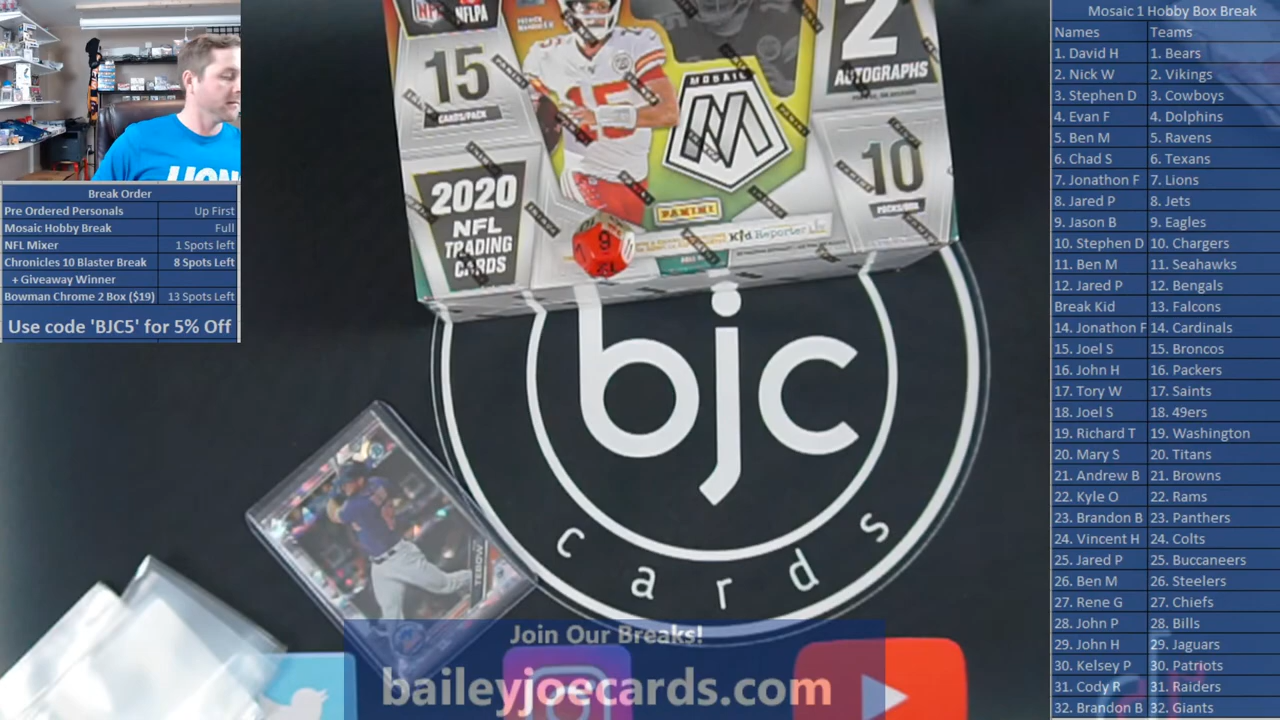 LION
Break Order
Pre Ordered Personals Up First
Mosaic Hobby Break Full
NFL Mixer 1 Spots left
Chronicles 10 Blaster Break 8 Spots Left
+ Giveaway Winner
Bowman Chrome 2 Box ($19) 13 Spots Left
Use code 'BJC5' for 5% Off
NFL NFLPA
15
CARDS/PACK
2020
NFL
TRADING
CARDS
15
MOSAIC
PANINI
Kid Reporter
6
2
AUTOGRAPHS
10
PACKS/BOX
bjc
cards
TEBOW
Join Our Breaks!
baileyjoecards.com
Mosaic 1 Hobby Box Break
Names Teams
1. David H 1. Bears
2. Nick W 2. Vikings
3. Stephen D 3. Cowboys
4. Evan F 4. Dolphins
5. Ben M 5. Ravens
6. Chad S 6. Texans
7. Jonathon F 7. Lions
8. Jared P 8. Jets
9. Jason B 9. Eagles
10. Stephen D 10. Chargers
11. Ben M 11. Seahawks
12. Jared P 12. Bengals
Break Kid 13. Falcons
14. Jonathon F 14. Cardinals
15. Joel S 15. Broncos
16. John H 16. Packers
17. Tory W 17. Saints
18. Joel S 18. 49ers
19. Richard T 19. Washington
20. Mary S 20. Titans
21. Andrew B 21. Browns
22. Kyle O 22. Rams
23. Brandon B 23. Panthers
24. Vincent H 24. Colts
25. Jared P 25. Buccaneers
26. Ben M 26. Steelers
27. Rene G 27. Chiefs
28. John P 28. Bills
29. John H 29. Jaguars
30. Kelsey P 30. Patriots
31. Cody R 31. Raiders
32. Brandon B 32. Giants